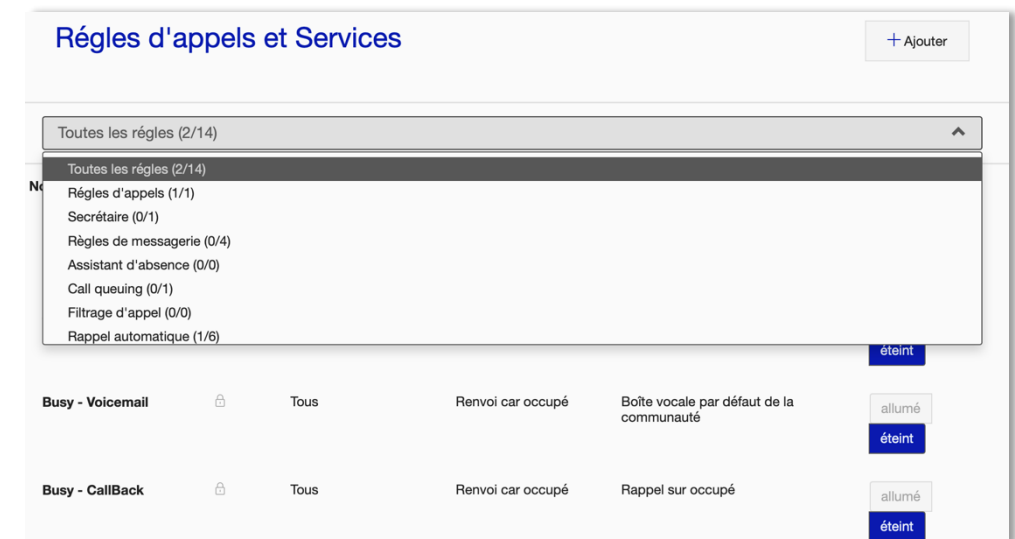 Régles d'appels et Services
+ Ajouter
Toutes les régles (2/14)
Toutes les régles (2/14)
Régles d'appels (1/1)
Secrétaire (0/1)
Règles de messagerie (0/4)
Assistant d'absence (0/0)
Call queuing (0/1)
Filtrage d'appel (0/0)
Rappel automatique (1/6)
éteint
Busy - Voicemail Tous Renvoi car occupé Boîte vocale par défaut de la
communauté
allumé
éteint
Busy - CallBack Tous Renvoi car occupé Rappel sur occupé
allumé
éteint